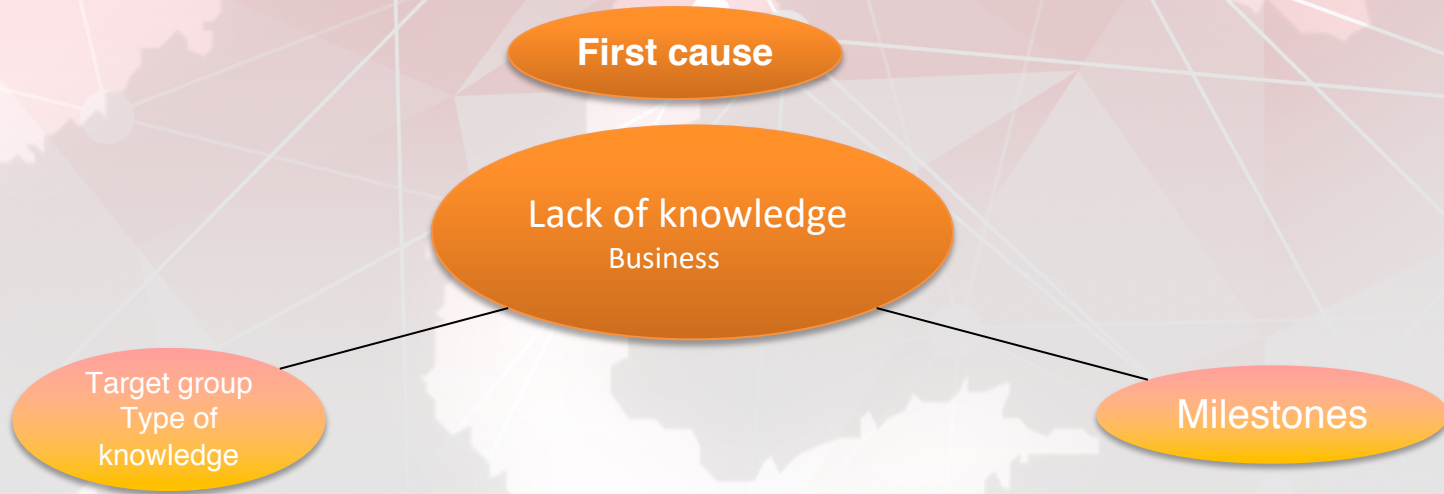 First cause
Lack of knowledge
Business
Target group
Type of
knowledge
Milestones